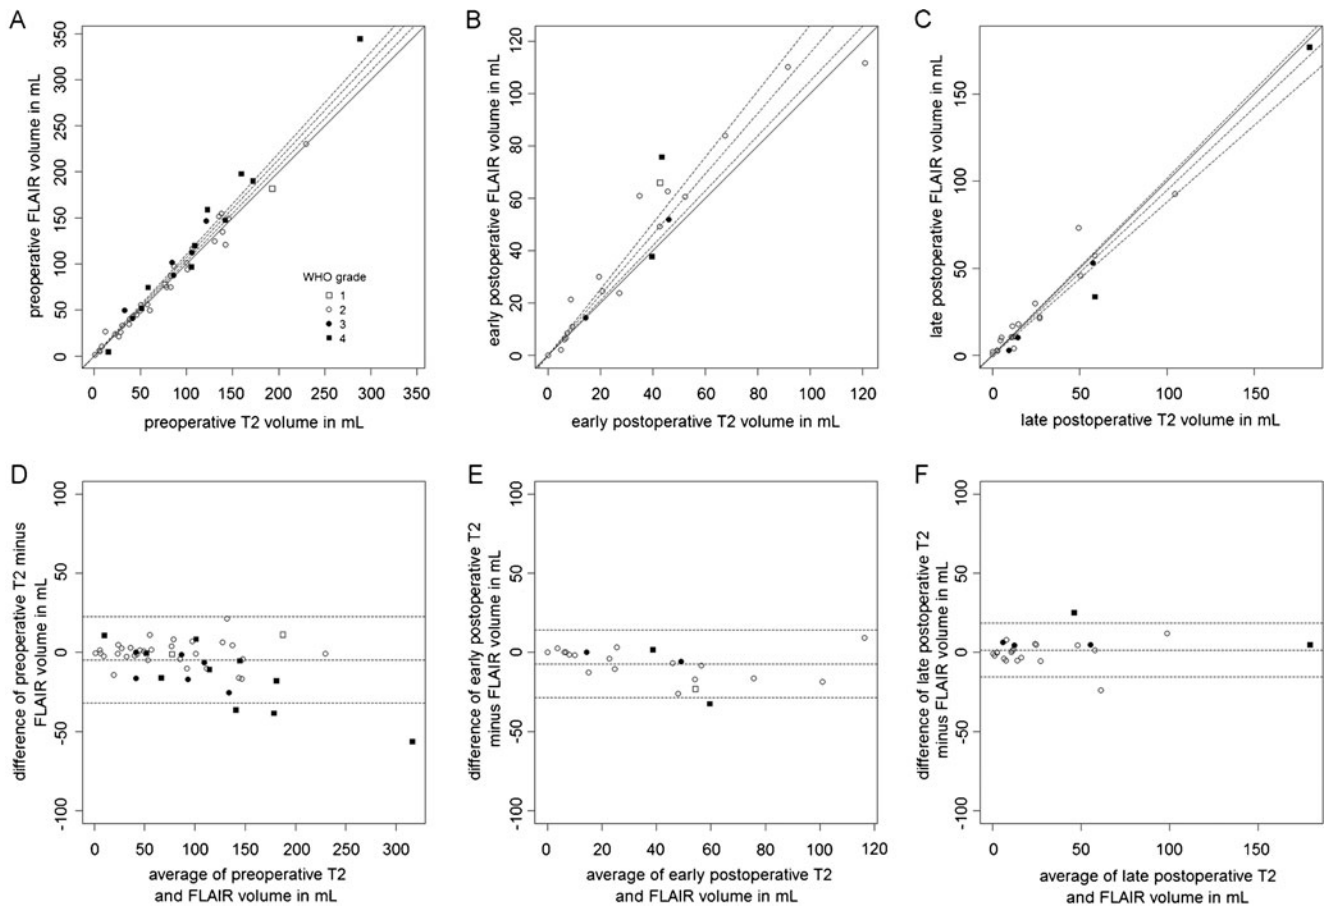 A
preoperative FLAIR volume in mL
350
300
250
200
150
100
50
0
WHO grade
1
2
3
4
0 50 100 150 200 250 300 350
preoperative T2 volume in mL
B
early postoperative FLAIR volume in mL
120
100
80
60
40
20
0
0 20 40 60 80 100 120
early postoperative T2 volume in mL
C
late postoperative FLAIR volume in mL
150
100
50
0
0 50 100 150
late postoperative T2 volume in mL
D
difference of preoperative T2 minus
FLAIR volume in mL
100
50
0
-50
-100
0 50 100 150 200 250 300
average of preoperative T2
and FLAIR volume in mL
E
difference of early postoperative T2
minus FLAIR volume in mL
100
50
0
-50
-100
0 20 40 60 80 100 120
average of early postoperative T2
and FLAIR volume in mL
F
difference of late postoperative T2
minus FLAIR volume in mL
100
50
0
-50
-100
0 50 100 150
average of late postoperative T2
and FLAIR volume in mL